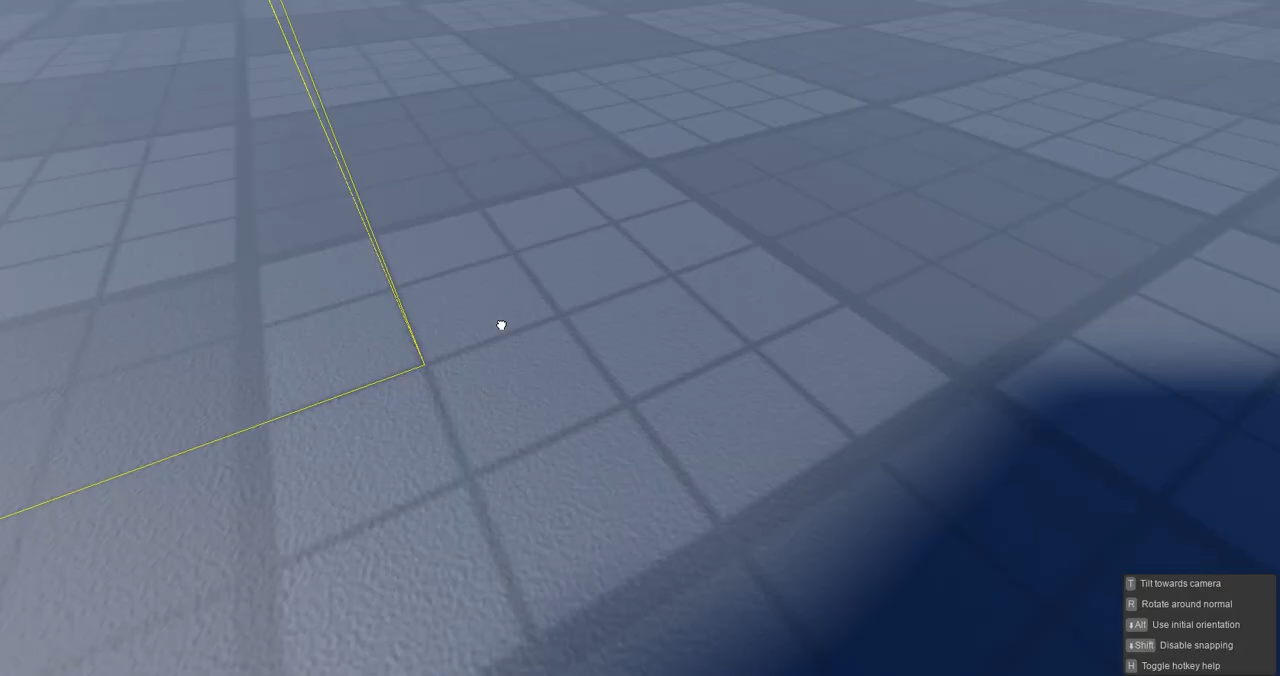 T Tilt towards camera
R Rotate around normal
⬆Alt Use initial orientation
⬆Shift Disable snapping
H Toggle hotkey help